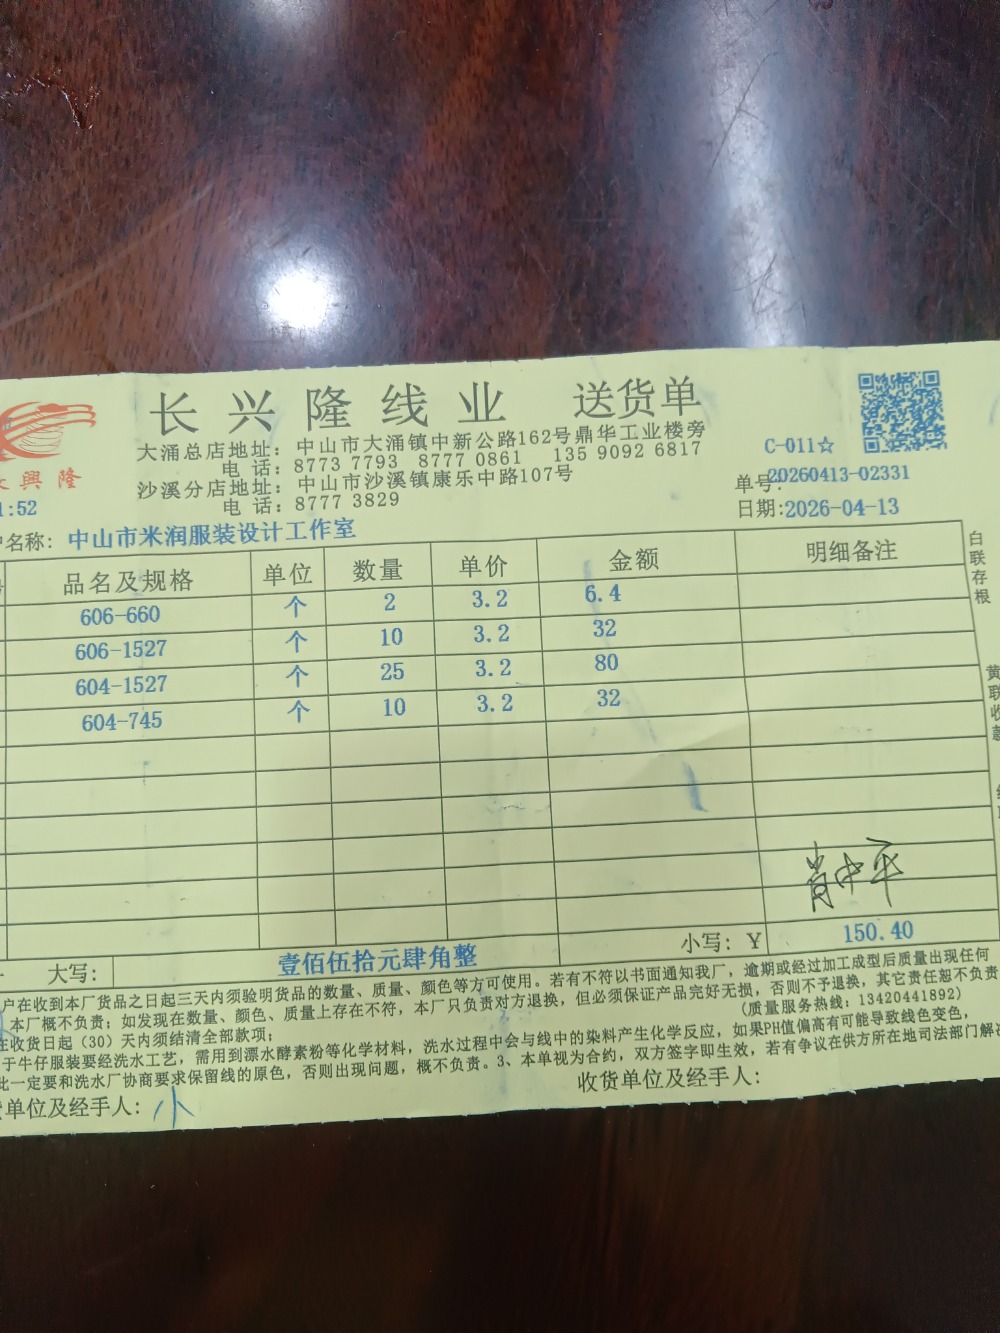 长兴隆线业 送货单
興隆
大涌总店地址：中山市大涌镇中新公路162号鼎华工业楼旁
电 话：8773 7793 8777 0861 135 9092 6817
沙溪分店地址：中山市沙溪镇康乐中路107号
电 话：8777 3829
C-011☆
单号：20260413-02331
日期：2026-04-13
1:52
名称：中山市米润服装设计工作室
品名及规格 单位 数量 单价 金额 明细备注
606-660 个 2 3.2 6.4
606-1527 个 10 3.2 32
604-1527 个 25 3.2 80
604-745 个 10 3.2 32
肖中平
大写：壹佰伍拾元肆角整 小写：￥ 150.40
白联存根
黄联收款
户在收到本厂货品之日起三天内须验明货品的数量、质量、颜色等方可使用。若有不符以书面通知我厂，逾期或经过加工成型后质量出现任何
本厂概不负责；如发现在数量、颜色、质量上存在不符，本厂只负责对方退换，但必须保证产品完好无损，否则不予退换，其它责任恕不负责
在收货日起（30）天内须结清全部款项；
（质量服务热线：13420441892）
于牛仔服装要经洗水工艺，需用到漂水酵素粉等化学材料，洗水过程中会与线中的染料产生化学反应，如果PH值偏高有可能导致线色变色，
此一定要和洗水厂协商要求保留线的原色，否则出现问题，概不负责。3、本单视为合约，双方签字即生效，若有争议在供方所在地司法部门解决
单位及经手人：小 收货单位及经手人：